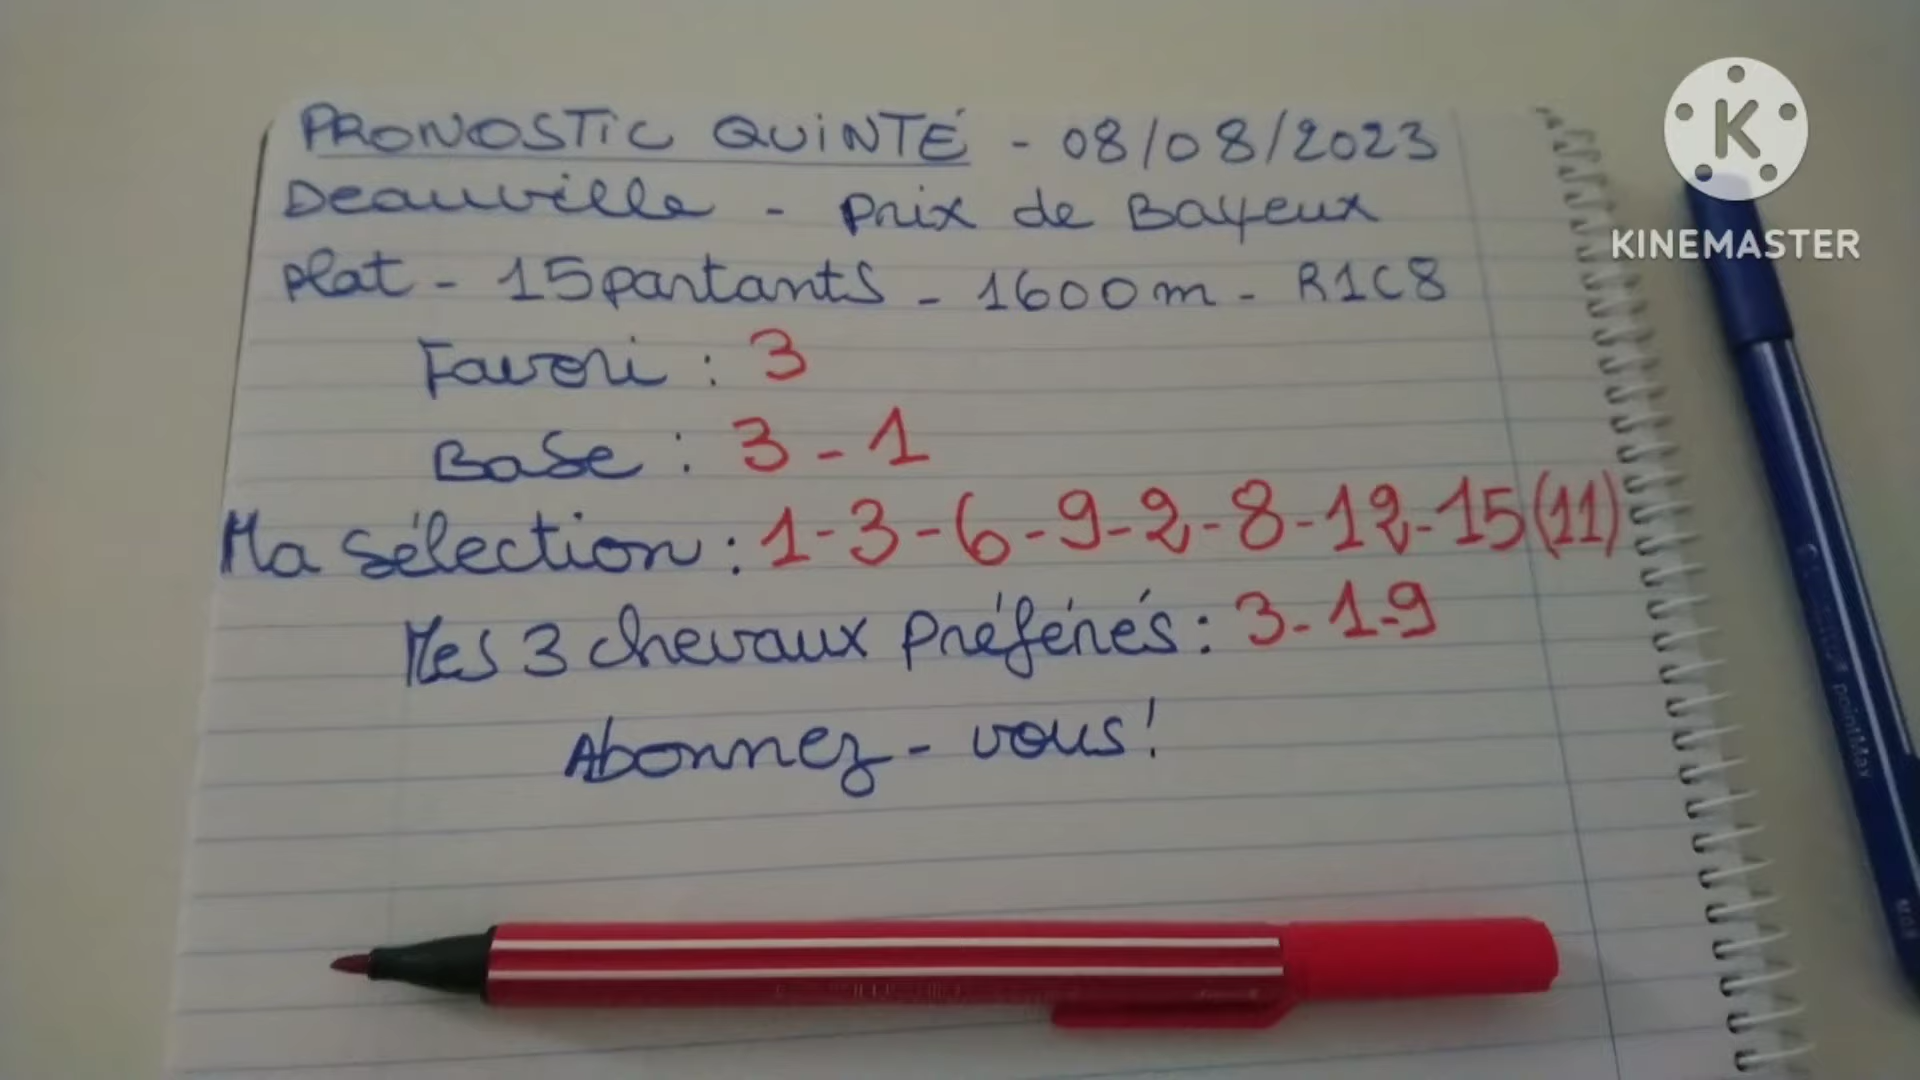 PRONOSTIC QUINTÉ - 08/08/2023
Deauville - Prix de Bayeux
Plat - 15 partants - 1600m - R1C8
Favori : 3
Base : 3 - 1
Ma sélection : 1 - 3 - 6 - 9 - 2 - 8 - 12 - 15 (11)
Mes 3 chevaux préférés : 3 - 1 - 9
Abonnez-vous !
K
KINEMASTER
pointMax